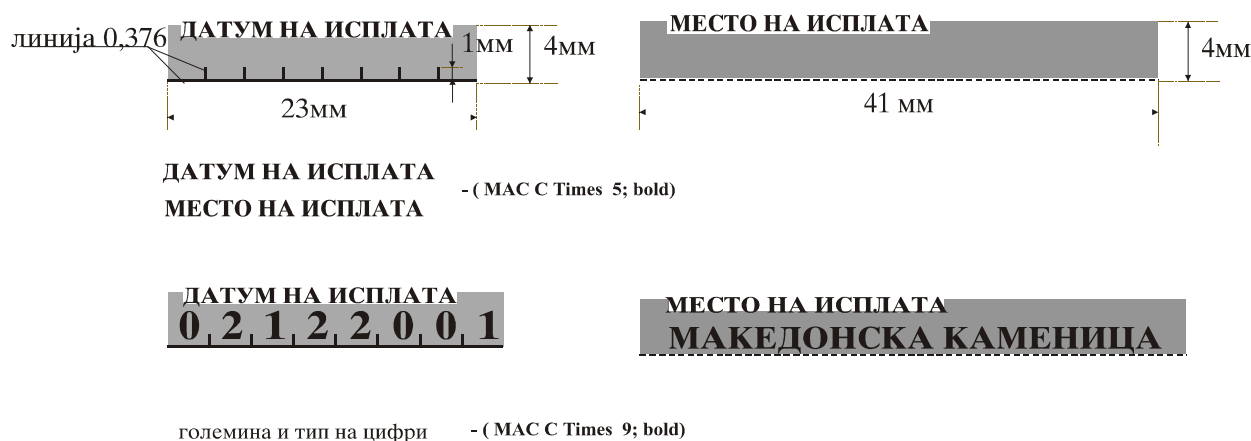 ДАТУМ НА ИСПЛАТА
линија 0,376
1мм
4мм
23мм
МЕСТО НА ИСПЛАТА
4мм
41 мм
ДАТУМ НА ИСПЛАТА
МЕСТО НА ИСПЛАТА
- ( MAC C Times 5; bold)
ДАТУМ НА ИСПЛАТА
0 2 1 2 2 0 0 1
МЕСТО НА ИСПЛАТА
МАКЕДОНСКА КАМЕНИЦА
големина и тип на цифри - ( MAC C Times 9; bold)